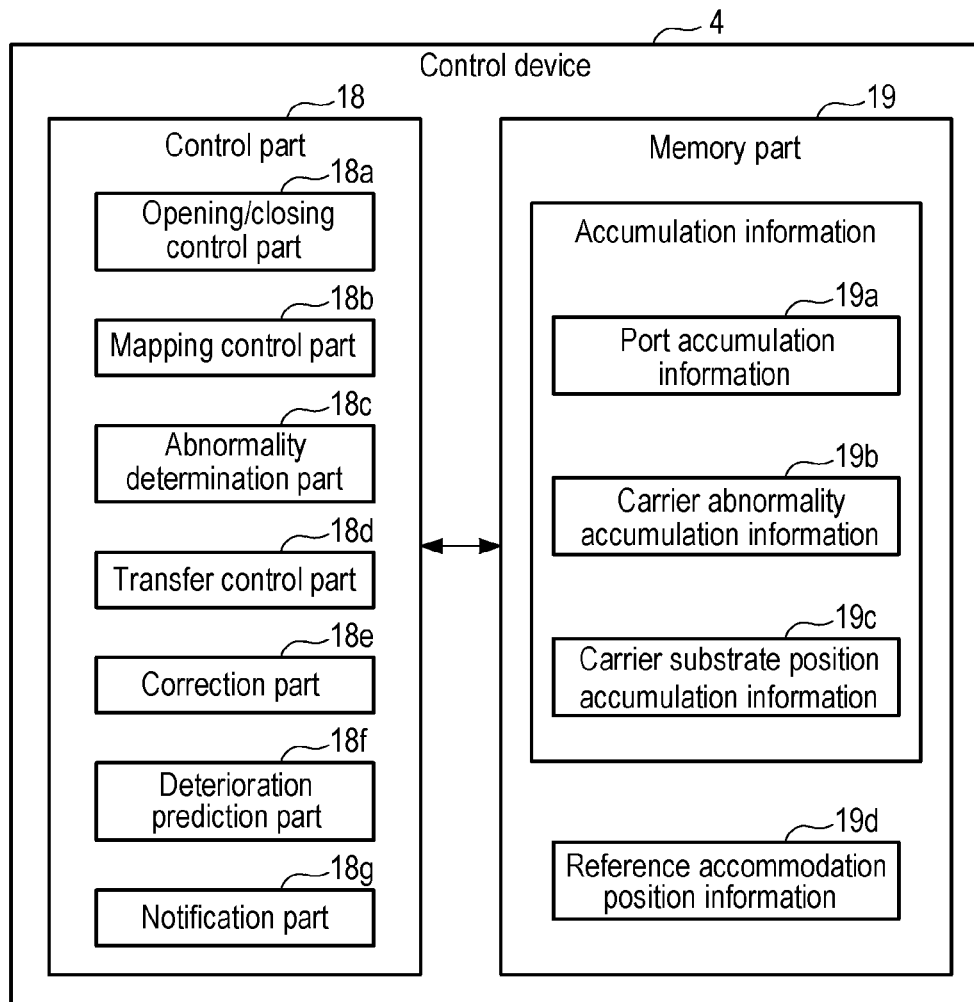 4
Control device
18
Control part
18a
Opening/closing
control part
18b
Mapping control part
18c
Abnormality
determination part
18d
Transfer control part
18e
Correction part
18f
Deterioration
prediction part
18g
Notification part
19
Memory part
Accumulation information
19a
Port accumulation
information
19b
Carrier abnormality
accumulation information
19c
Carrier substrate position
accumulation information
19d
Reference accommodation
position information